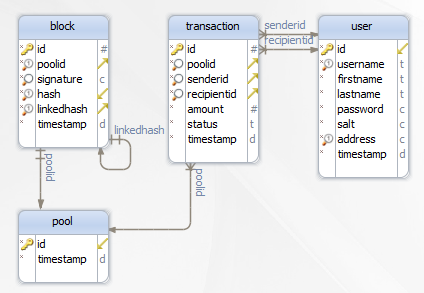 block
id #
poolid
signature c
hash
linkedhash
timestamp d
linkedhash
poolid
transaction
id #
poolid
senderid
recipientid
amount #
status t
timestamp d
senderid
recipientid
poolid
user
id
username t
firstname t
lastname t
password c
salt c
address c
timestamp d
pool
id
timestamp d